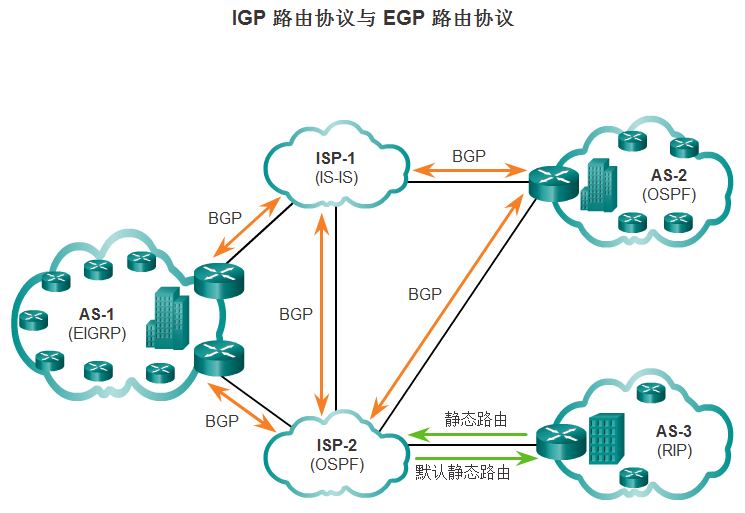 IGP 路由协议与 EGP 路由协议
ISP-1
(IS-IS)
BGP
AS-2
(OSPF)
BGP
BGP
BGP
AS-1
(EIGRP)
BGP
静态路由
ISP-2
(OSPF)
AS-3
(RIP)
默认静态路由